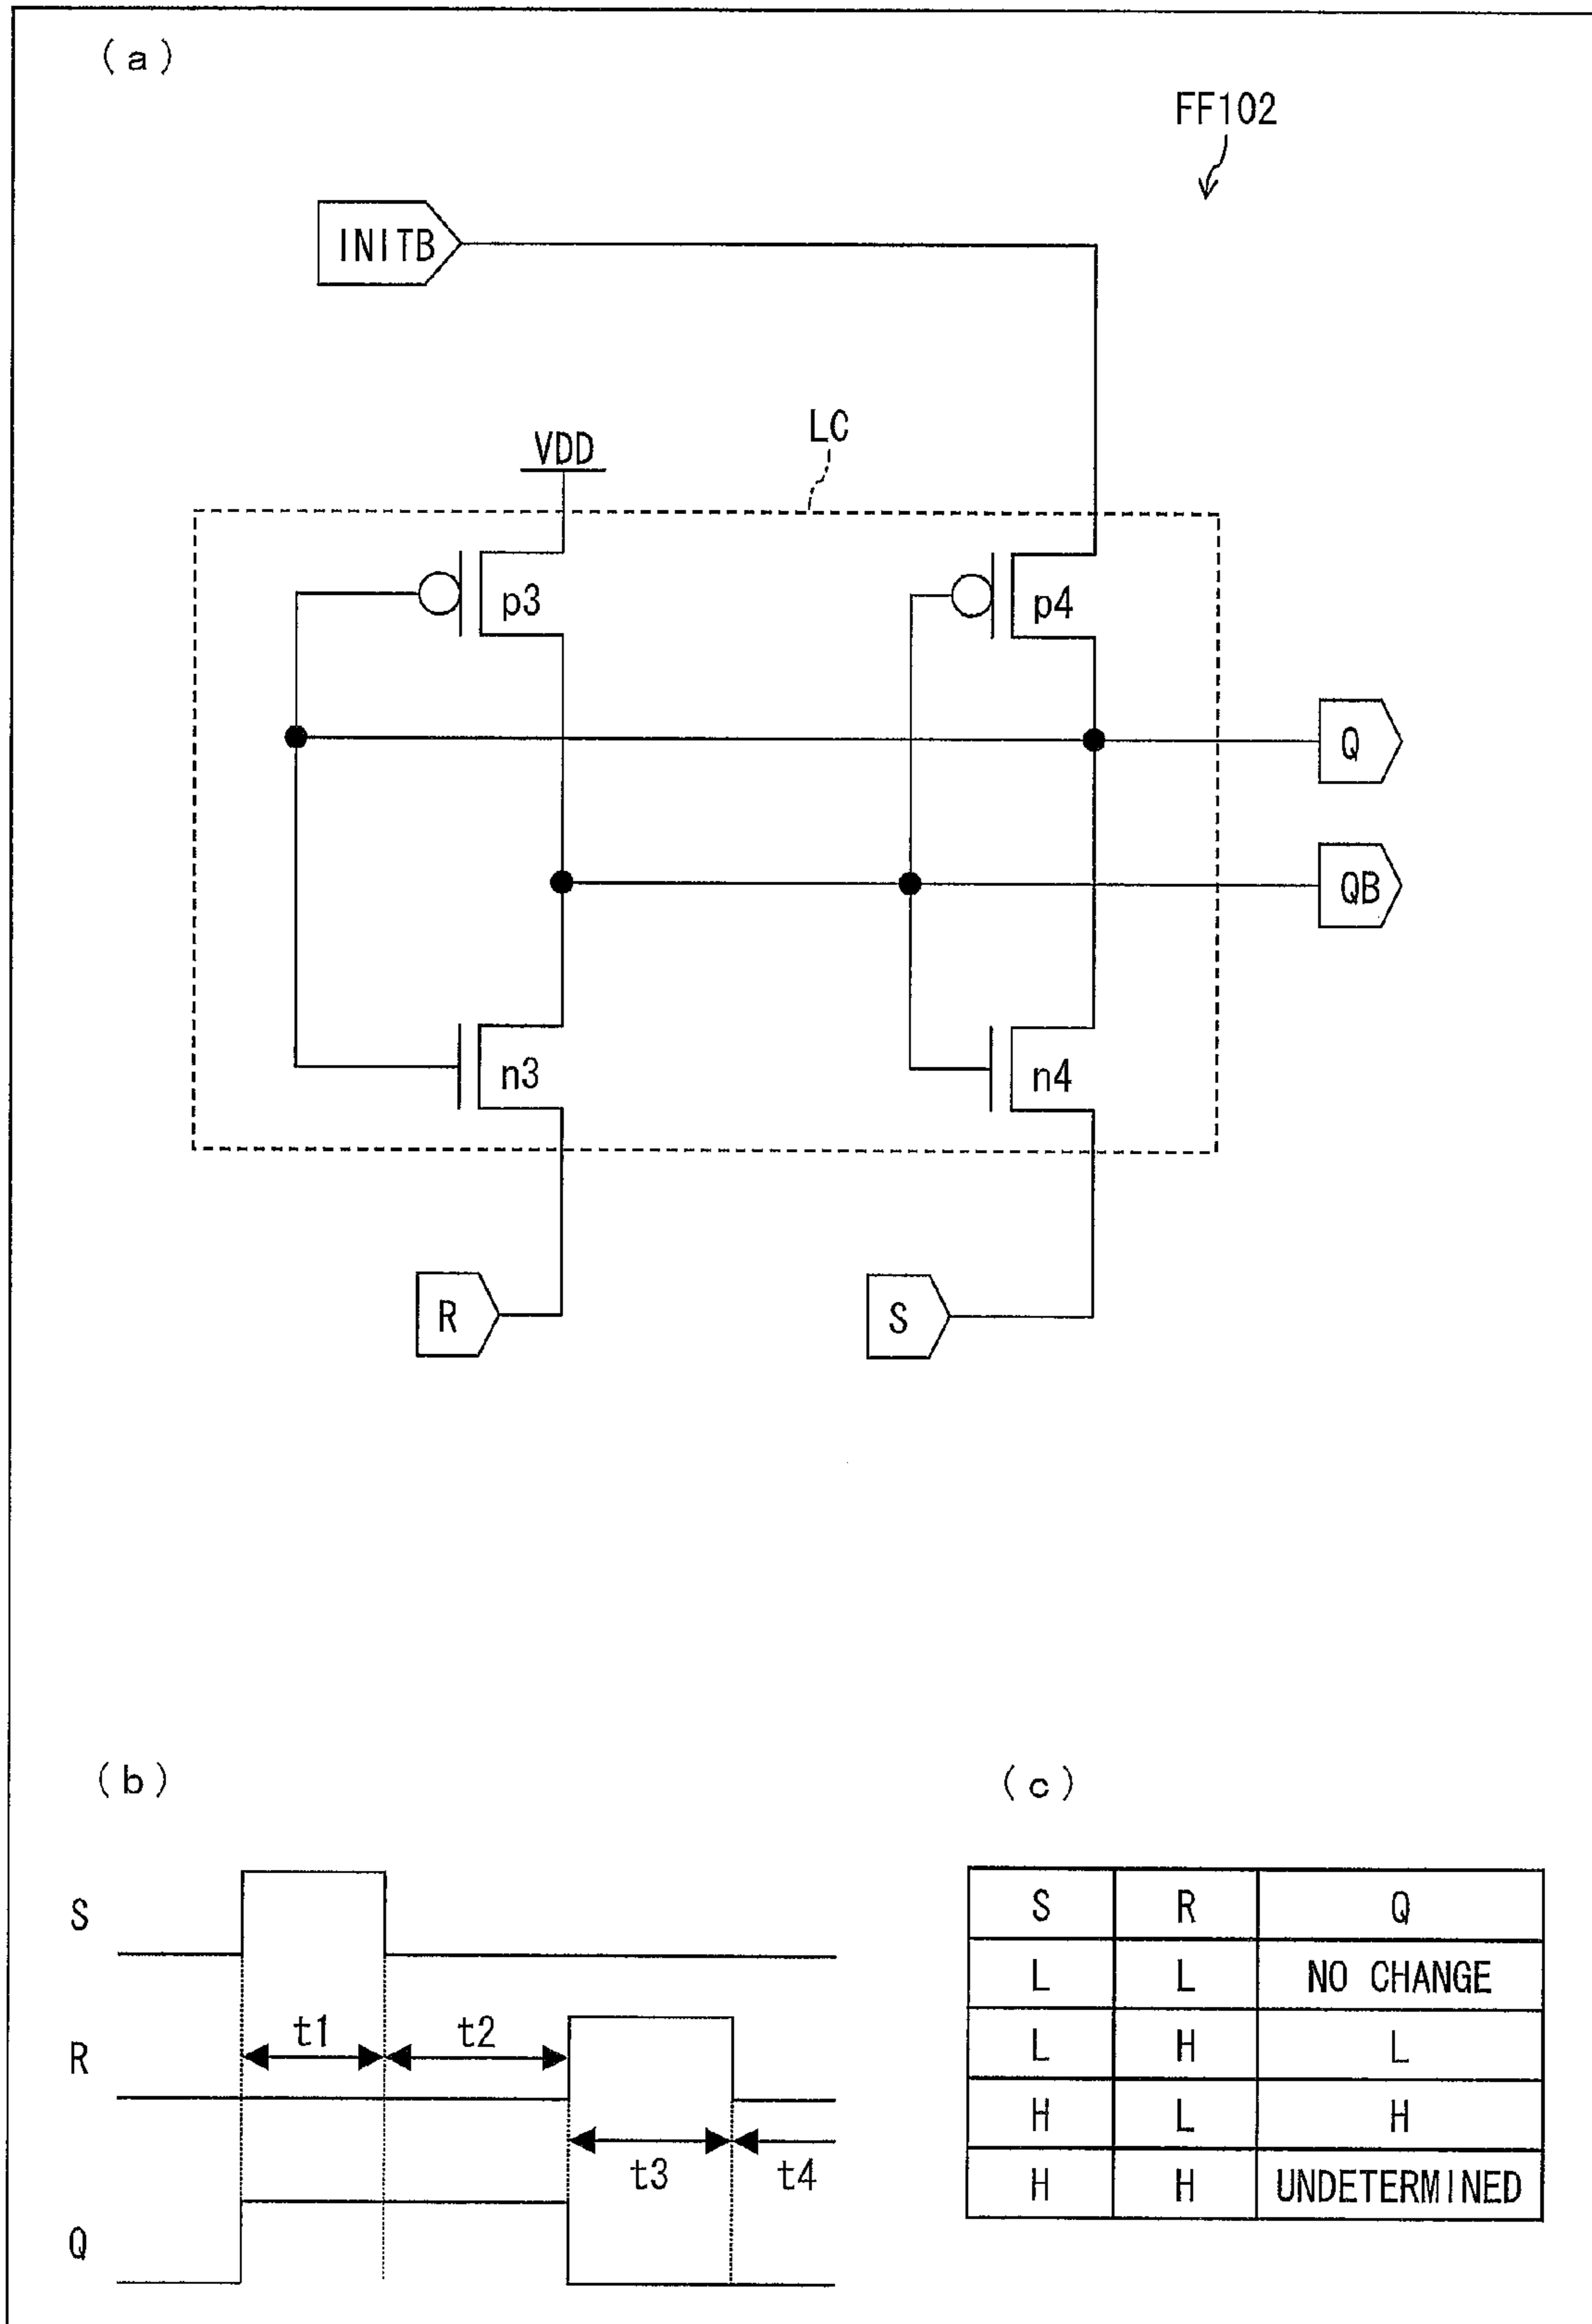 (a)
FF102
INITB
LC
VDD
p3
p4
Q
QB
n3
n4
R
S
(b)
S
t1
t2
R
t3
t4
Q
(c)
S R Q
L L NO CHANGE
L H L
H L H
H H UNDETERMINED